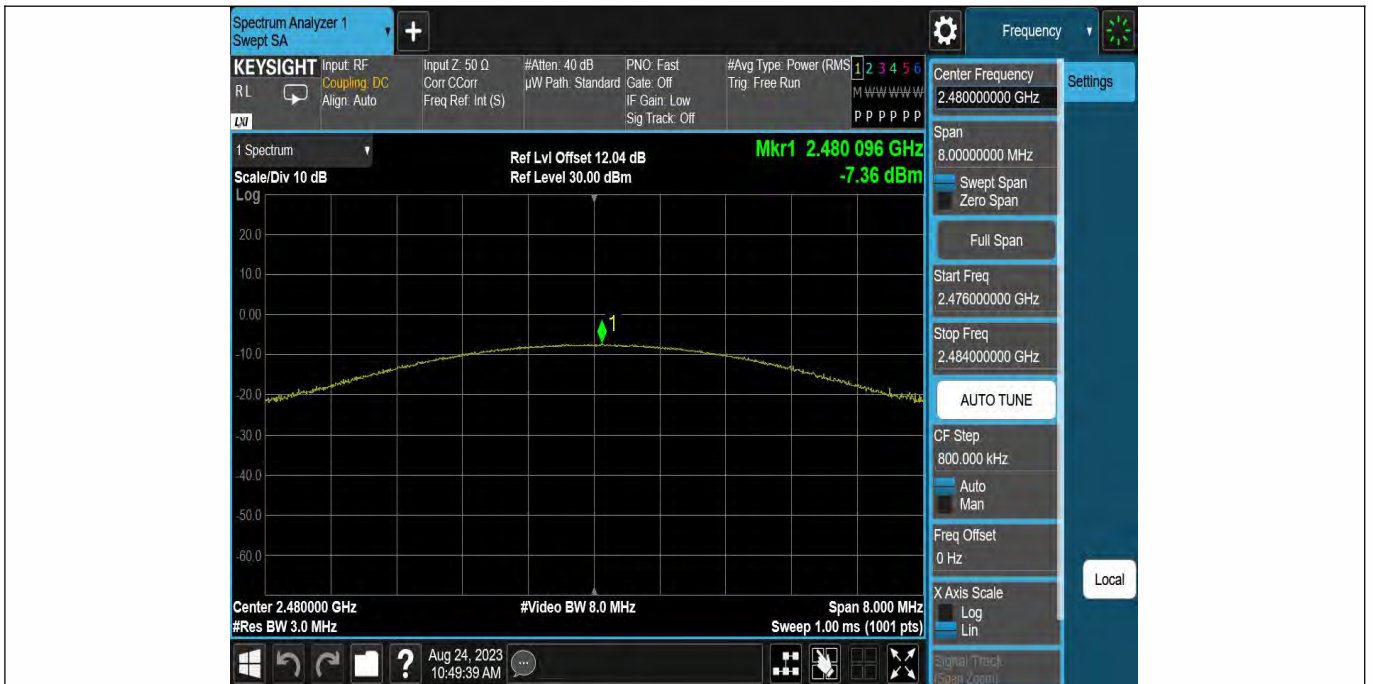 Spectrum Analyzer 1
Swept SA
+
Frequency
KEYSIGHT
RL
LXI
Input: RF
Coupling: DC
Align: Auto
Input Z: 50 Ω
Corr CCorr
Freq Ref: Int (S)
#Atten: 40 dB
µW Path: Standard
PNO: Fast
Gate: Off
IF Gain: Low
Sig Track: Off
#Avg Type: Power (RMS
Trig: Free Run
1 2 3 4 5 6
M W W W W W
P P P P P P
1 Spectrum
Scale/Div 10 dB
Log
Ref Lvl Offset 12.04 dB
Ref Level 30.00 dBm
Mkr1 2.480 096 GHz
-7.36 dBm
20.0
10.0
0.00
-10.0
-20.0
-30.0
-40.0
-50.0
-60.0
1
Center 2.480000 GHz
#Res BW 3.0 MHz
#Video BW 8.0 MHz
Span 8.000 MHz
Sweep 1.00 ms (1001 pts)
Center Frequency
2.480000000 GHz
Settings
Span
8.00000000 MHz
Swept Span
Zero Span
Full Span
Start Freq
2.476000000 GHz
Stop Freq
2.484000000 GHz
AUTO TUNE
CF Step
800.000 kHz
Auto
Man
Freq Offset
0 Hz
X Axis Scale
Log
Lin
Signal Track
(Span Zoom)
Local
?
Aug 24, 2023
10:49:39 AM